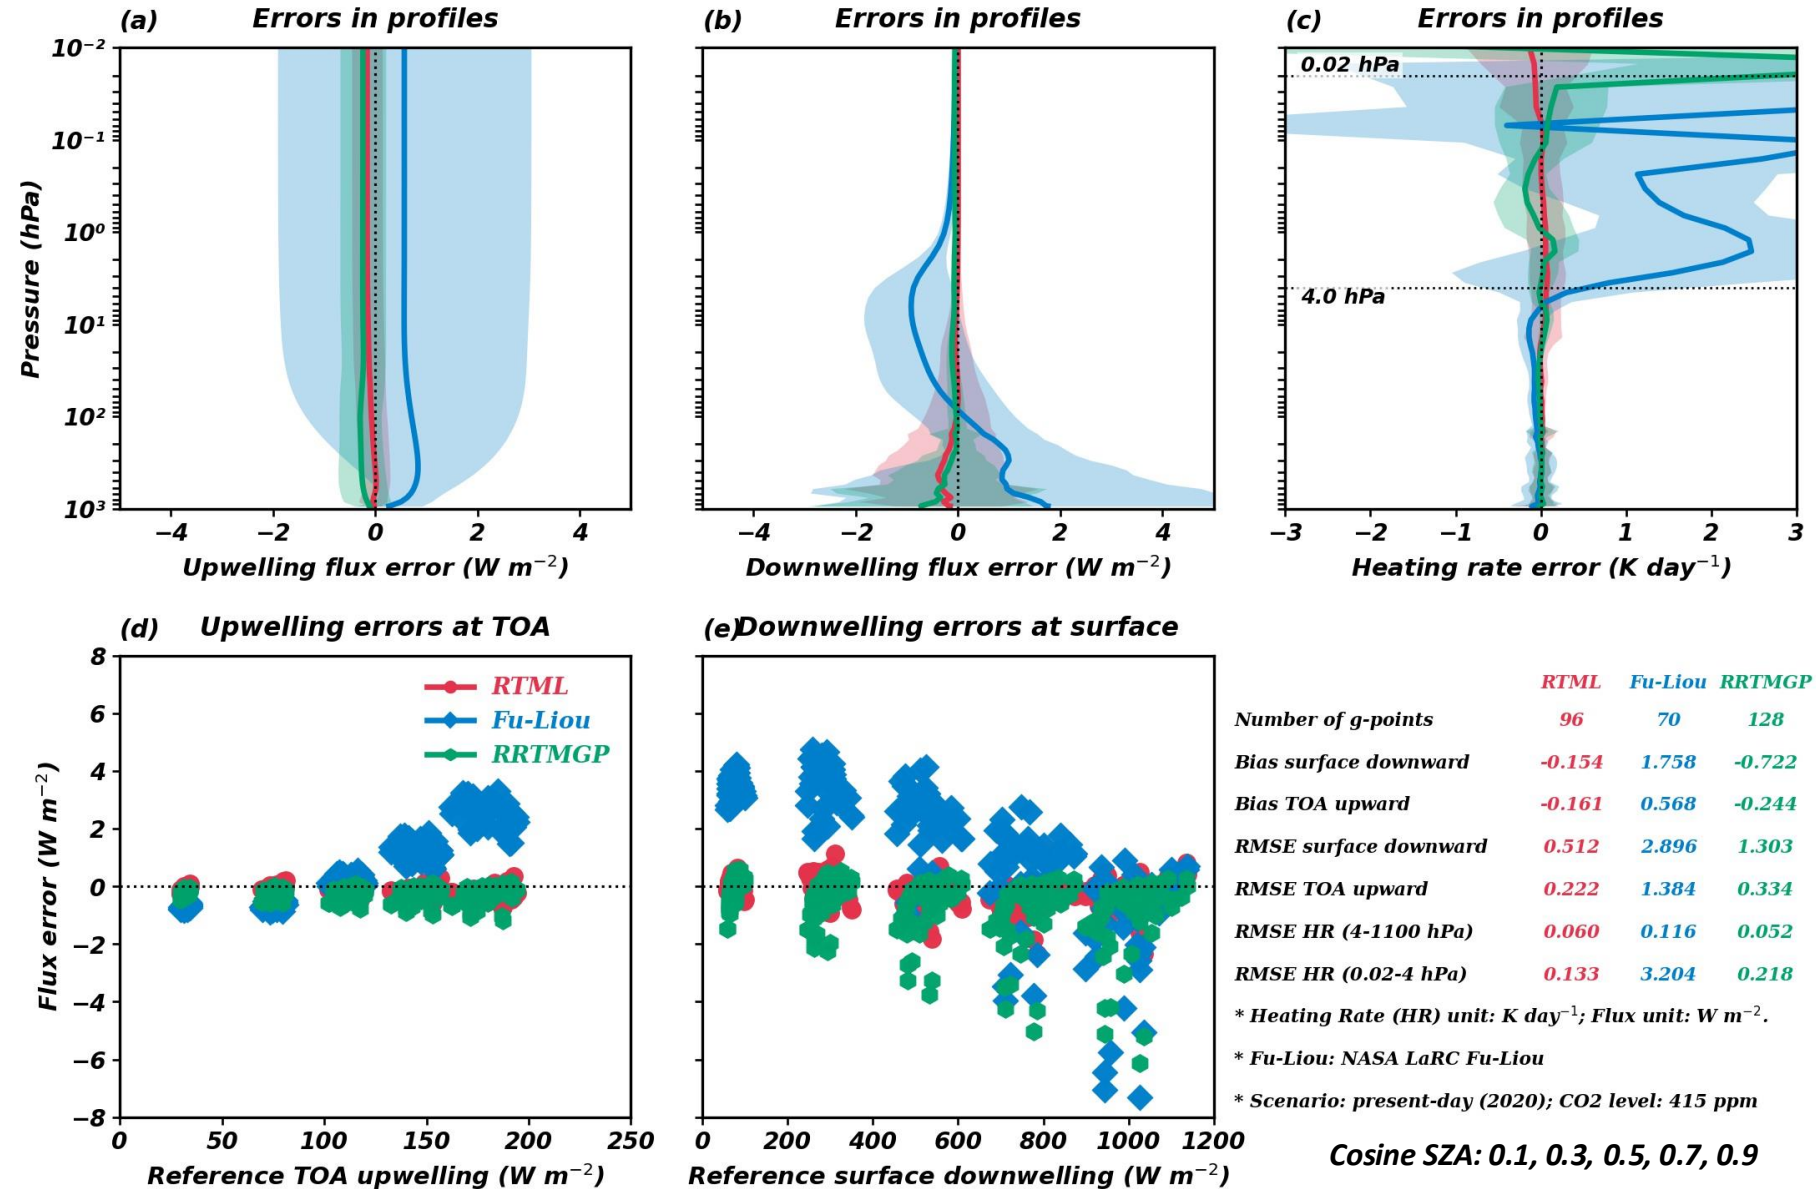 (a) Errors in profiles
(b) Errors in profiles
(c) Errors in profiles
Pressure (hPa)
10⁻²
10⁻¹
10⁰
10¹
10²
10³
−4 −2 0 2 4
Upwelling flux error (W m⁻²)
−4 −2 0 2 4
Downwelling flux error (W m⁻²)
0.02 hPa
4.0 hPa
−3 −2 −1 0 1 2 3
Heating rate error (K day⁻¹)
(d) Upwelling errors at TOA
(e) Downwelling errors at surface
Flux error (W m⁻²)
8
6
4
2
0
−2
−4
−6
−8
RTML
Fu-Liou
RRTMGP
0 50 100 150 200 250
Reference TOA upwelling (W m⁻²)
0 200 400 600 800 1000 1200
Reference surface downwelling (W m⁻²)
RTML Fu-Liou RRTMGP
Number of g-points 96 70 128
Bias surface downward -0.154 1.758 -0.722
Bias TOA upward -0.161 0.568 -0.244
RMSE surface downward 0.512 2.896 1.303
RMSE TOA upward 0.222 1.384 0.334
RMSE HR (4-1100 hPa) 0.060 0.116 0.052
RMSE HR (0.02-4 hPa) 0.133 3.204 0.218
* Heating Rate (HR) unit: K day⁻¹; Flux unit: W m⁻².
* Fu-Liou: NASA LaRC Fu-Liou
* Scenario: present-day (2020); CO2 level: 415 ppm
Cosine SZA: 0.1, 0.3, 0.5, 0.7, 0.9